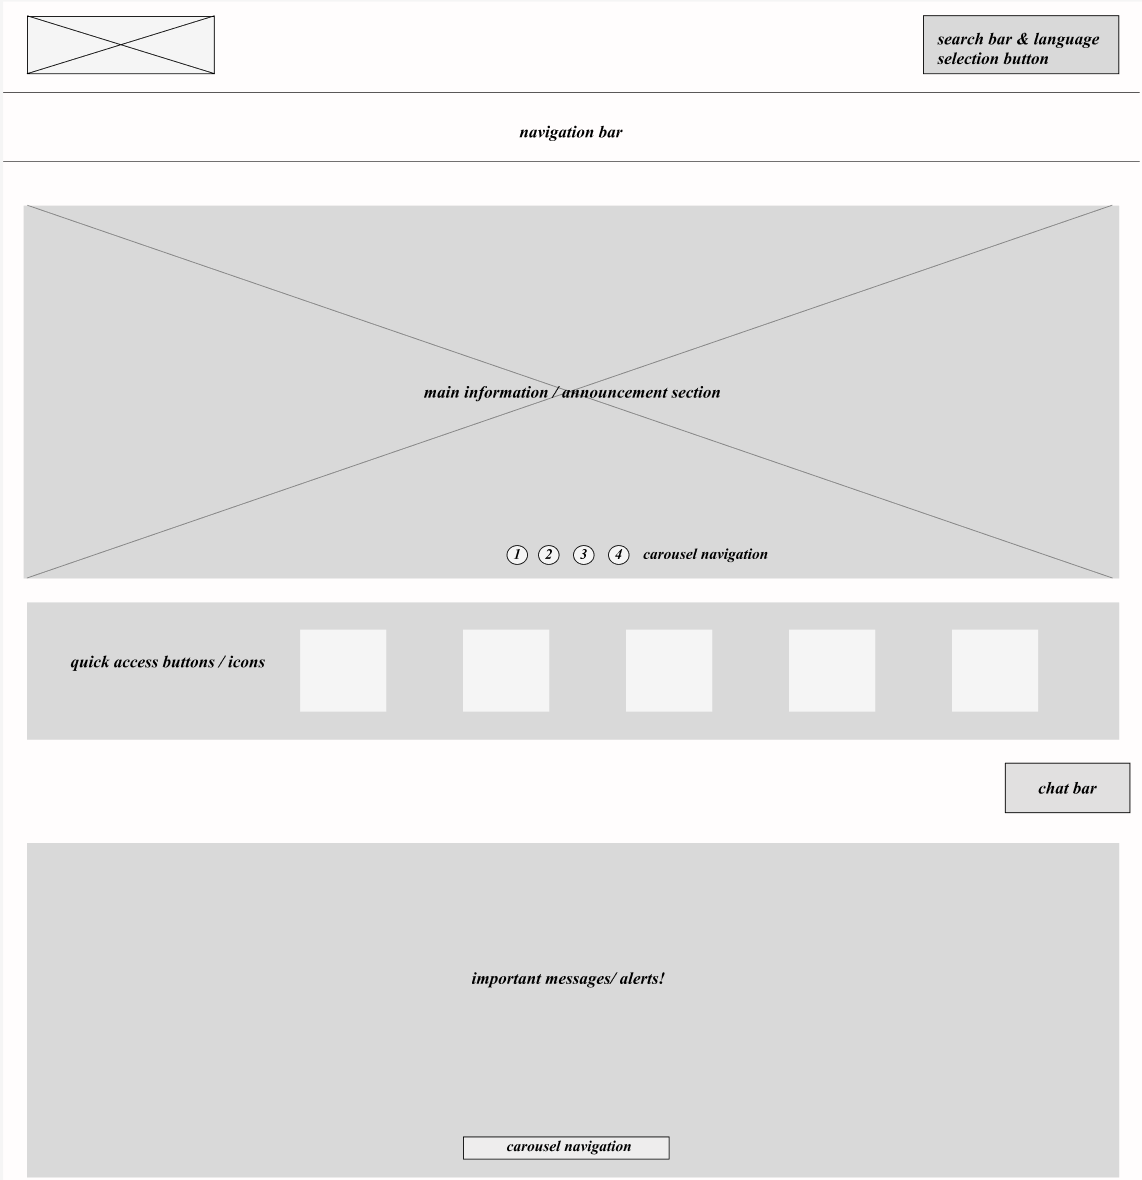 search bar & language
selection button
navigation bar
main information / announcement section
1 2 3 4 carousel navigation
quick access buttons / icons
chat bar
important messages/ alerts!
carousel navigation